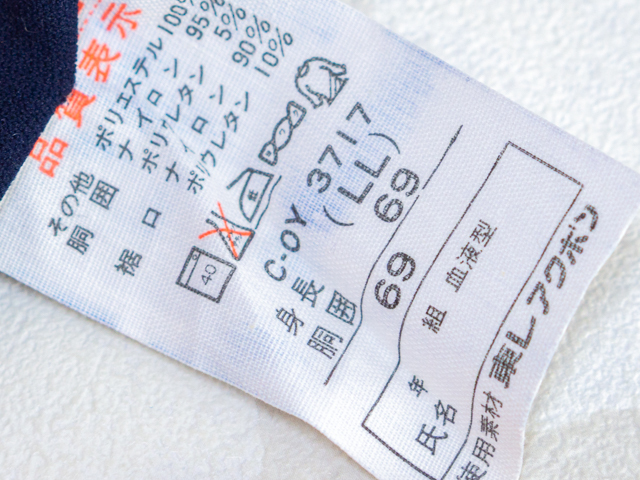 品質表示
ポリエステル 100%
ナイロン 95%
ポリウレタン 5%
ナイロン 90%
ポリウレタン 10%
その他
胴囲
裾口
40
C-OY 3717
(LL)
身長 69
胴囲 69
年 組 血液型
氏名
使用素材 東レアクポン